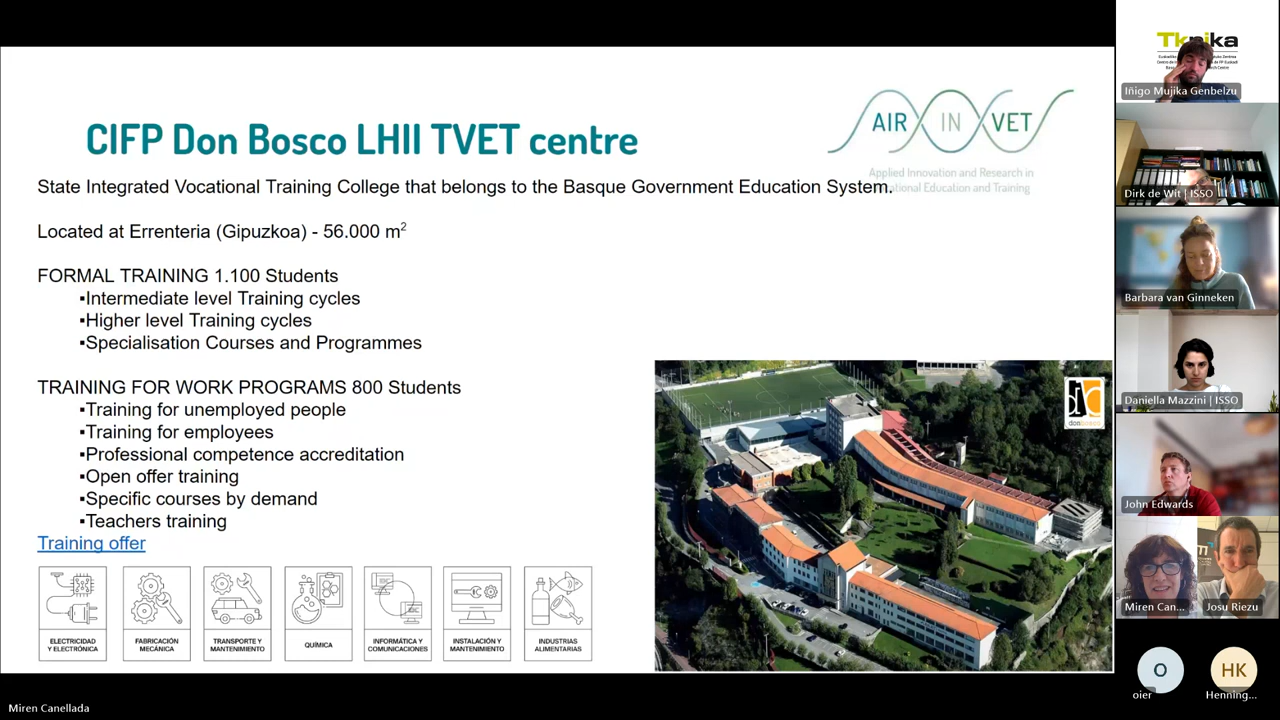 CIFP Don Bosco LHII TVET centre
AIR IN VET
Applied Innovation and Research in
ational Education and Training
State Integrated Vocational Training College that belongs to the Basque Government Education System.
Located at Errenteria (Gipuzkoa) - 56.000 m²
FORMAL TRAINING 1.100 Students
▪Intermediate level Training cycles
▪Higher level Training cycles
▪Specialisation Courses and Programmes
TRAINING FOR WORK PROGRAMS 800 Students
▪Training for unemployed people
▪Training for employees
▪Professional competence accreditation
▪Open offer training
▪Specific courses by demand
▪Teachers training
Training offer
ELECTRICIDAD
Y ELECTRÓNICA
FABRICACIÓN
MECÁNICA
TRANSPORTE Y
MANTENIMIENTO
QUÍMICA
INFORMÁTICA Y
COMUNICACIONES
INSTALACIÓN Y
MANTENIMIENTO
INDUSTRIAS
ALIMENTARIAS
donbosco
Tknika
Iñigo Mujika Genbelzu
Dirk de Wit | ISSO
Barbara van Ginneken
Daniella Mazzini | ISSO
John Edwards
Miren Can...
Josu Riezu
O
oier
HK
Henning...
Miren Canellada